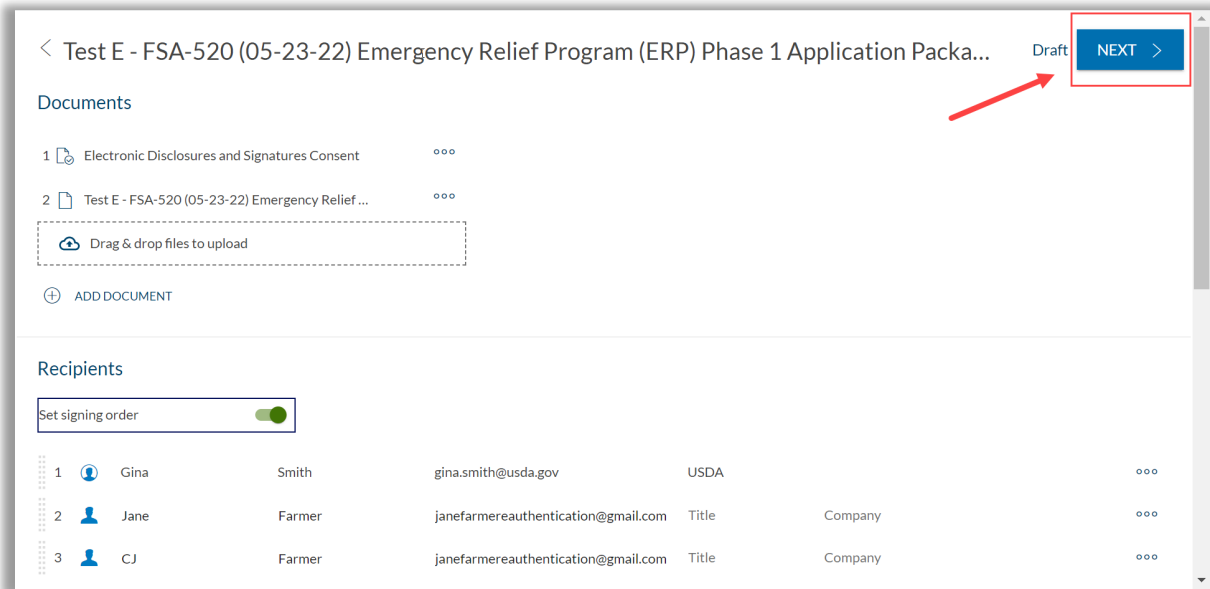 Test E - FSA-520 (05-23-22) Emergency Relief Program (ERP) Phase 1 Application Packa... Draft NEXT
Documents
1 Electronic Disclosures and Signatures Consent
2 Test E - FSA-520 (05-23-22) Emergency Relief ...
Drag & drop files to upload
ADD DOCUMENT
Recipients
Set signing order
1 Gina Smith gina.smith@usda.gov USDA
2 Jane Farmer janefarmereauthentication@gmail.com Title Company
3 CJ Farmer janefarmereauthentication@gmail.com Title Company